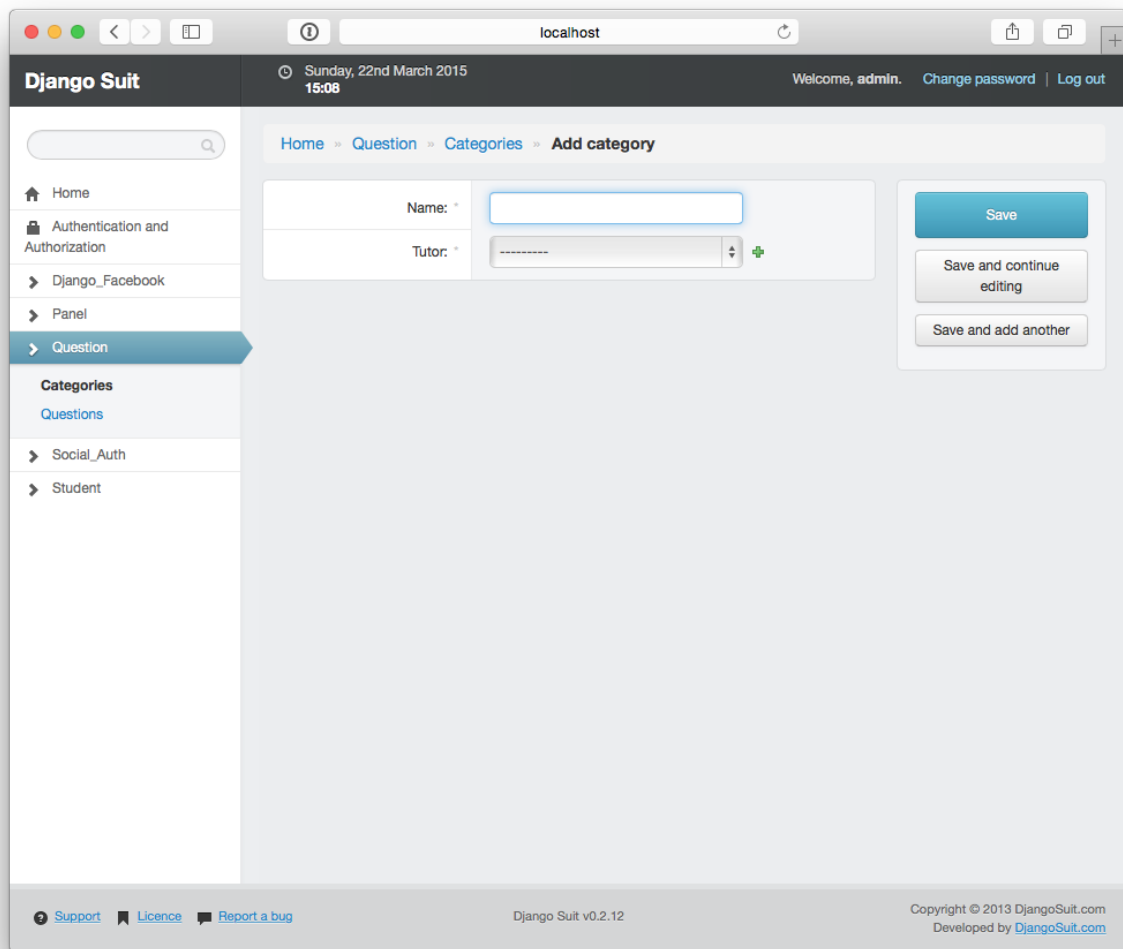 localhost
Django Suit
Sunday, 22nd March 2015
15:08
Welcome, admin. Change password | Log out
Home » Question » Categories » Add category
Home
Authentication and
Authorization
Django_Facebook
Panel
Question
Categories
Questions
Social_Auth
Student
Name: *
Tutor: *
---------
Save
Save and continue
editing
Save and add another
Support
Licence
Report a bug
Django Suit v0.2.12
Copyright © 2013 DjangoSuit.com
Developed by DjangoSuit.com